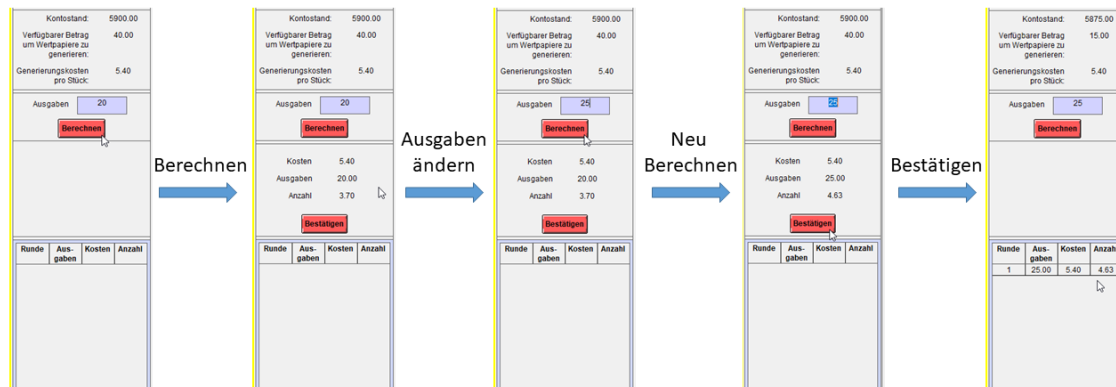 Kontostand: 5900.00
Verfügbarer Betrag 40.00
um Wertpapiere zu
generieren:
Generierungskosten 5.40
pro Stück:
Ausgaben 20
Berechnen
Runde Aus- Kosten Anzahl
gaben
Berechnen
Kontostand: 5900.00
Verfügbarer Betrag 40.00
um Wertpapiere zu
generieren:
Generierungskosten 5.40
pro Stück:
Ausgaben 20
Berechnen
Kosten 5.40
Ausgaben 20.00
Anzahl 3.70
Bestätigen
Runde Aus- Kosten Anzahl
gaben
Ausgaben
ändern
Kontostand: 5900.00
Verfügbarer Betrag 40.00
um Wertpapiere zu
generieren:
Generierungskosten 5.40
pro Stück:
Ausgaben 25
Berechnen
Kosten 5.40
Ausgaben 20.00
Anzahl 3.70
Bestätigen
Runde Aus- Kosten Anzahl
gaben
Neu
Berechnen
Kontostand: 5900.00
Verfügbarer Betrag 40.00
um Wertpapiere zu
generieren:
Generierungskosten 5.40
pro Stück:
Ausgaben 25
Berechnen
Kosten 5.40
Ausgaben 25.00
Anzahl 4.63
Bestätigen
Runde Aus- Kosten Anzahl
gaben
Bestätigen
Kontostand: 5875.00
Verfügbarer Betrag 15.00
um Wertpapiere zu
generieren:
Generierungskosten 5.40
pro Stück:
Ausgaben 25
Berechnen
Runde Aus- Kosten Anzahl
gaben
1 25.00 5.40 4.63